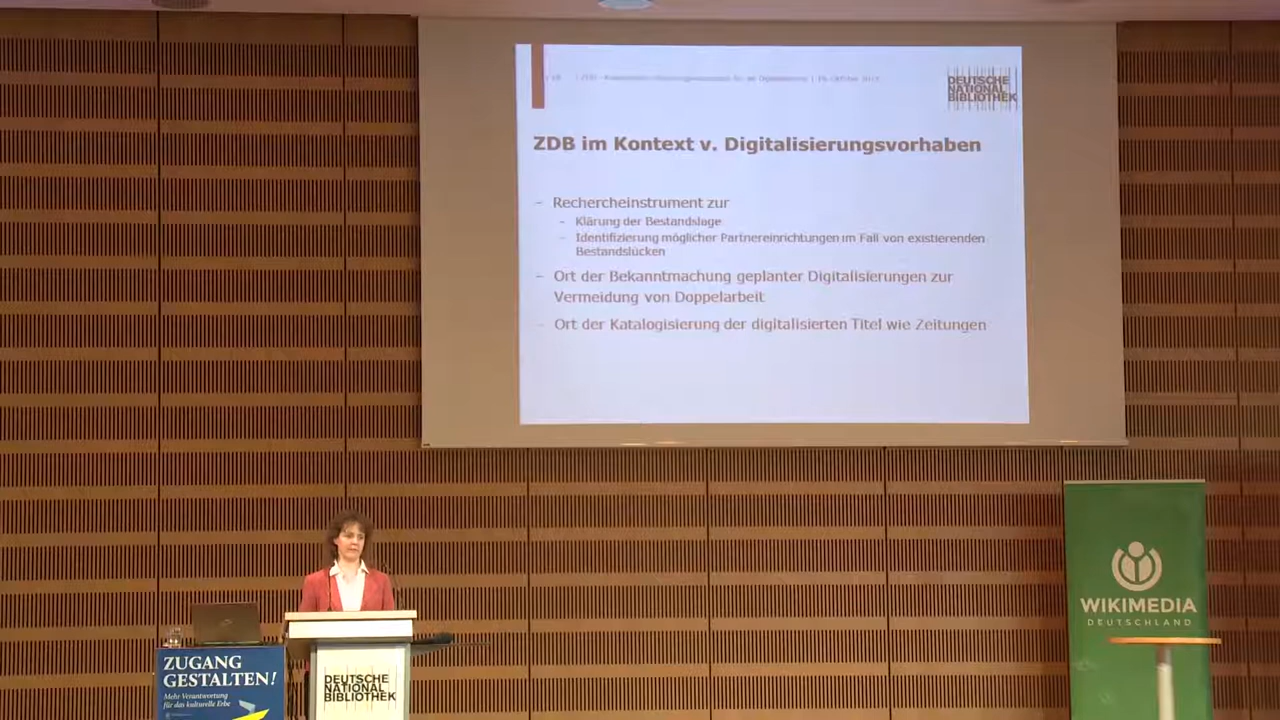 DEUTSCHE
NATIONAL
BIBLIOTHEK
ZDB im Kontext v. Digitalisierungsvorhaben
– Rechercheinstrument zur
– Klärung der Bestandslage
– Identifizierung möglicher Partnereinrichtungen im Fall von existierenden
Bestandslücken
– Ort der Bekanntmachung geplanter Digitalisierungen zur
Vermeidung von Doppelarbeit
– Ort der Katalogisierung der digitalisierten Titel wie Zeitungen
WIKIMEDIA
DEUTSCHLAND
ZUGANG
GESTALTEN!
Mehr Verantwortung
für das kulturelle Erbe
DEUTSCHE
NATIONAL
BIBLIOTHEK